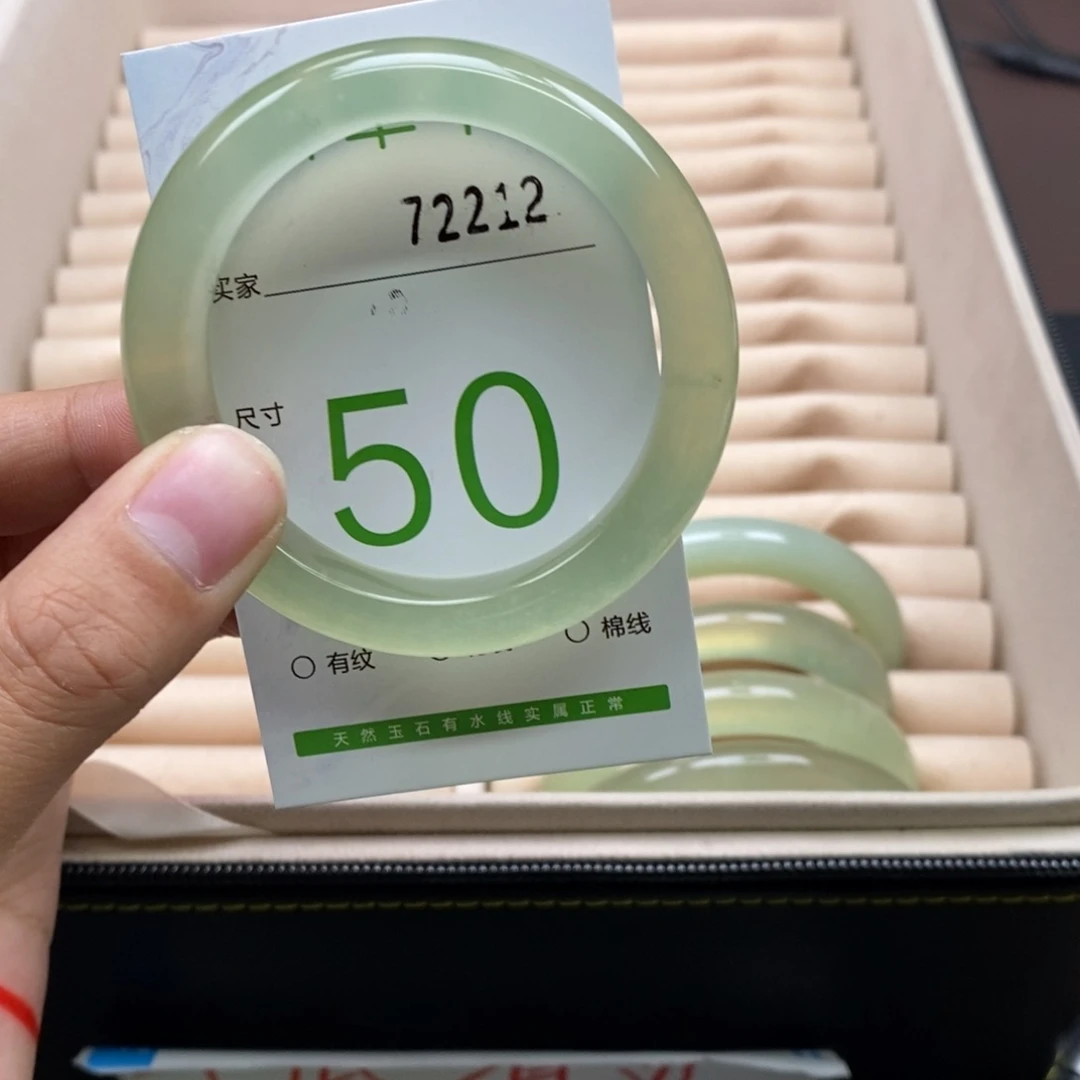 72212
买家
尺寸 50
有纹 棉线
天然玉石有水线实属正常